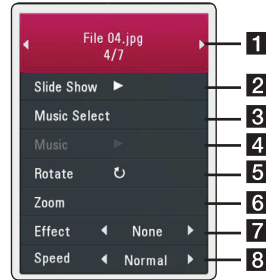 File 04.jpg
4/7
1
Slide Show
2
Music Select
3
Music
4
Rotate
5
Zoom
6
Effect None
7
Speed Normal
8